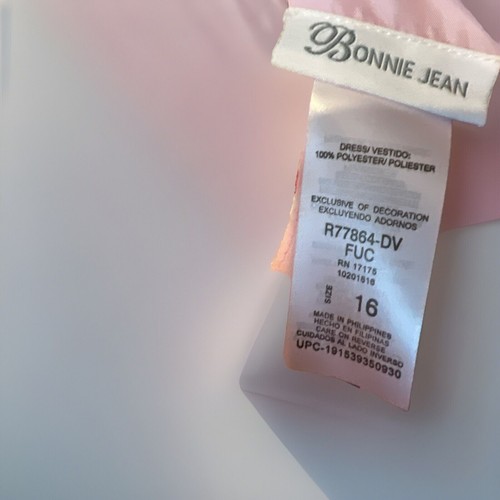 BONNIE JEAN
DRESS/ VESTIDO:
100% POLYESTER/ POLIESTER
EXCLUSIVE OF DECORATION
EXCLUYENDO ADORNOS
R77864-DV
FUC
RN 17175
10201816
SIZE 16
MADE IN PHILIPPINES
HECHO EN FILIPINAS
CARE ON REVERSE
CUIDADOS AL LADO INVERSO
UPC-191539350930